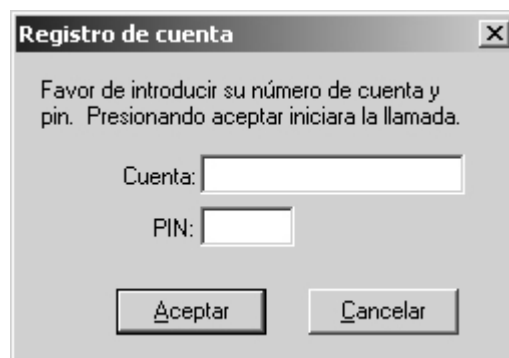 Registro de cuenta
Favor de introducir su número de cuenta y
pin. Presionando aceptar iniciara la llamada.
Cuenta:
PIN:
Aceptar Cancelar